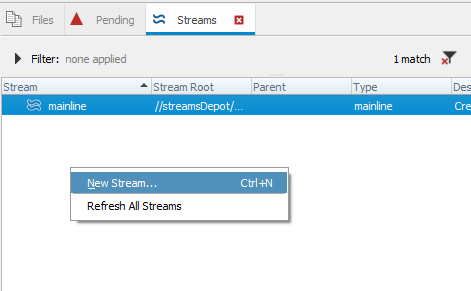 Files Pending Streams
Filter: none applied 1 match
Stream Stream Root Parent Type Des
mainline //streamsDepot/... mainline Cre
New Stream... Ctrl+N
Refresh All Streams